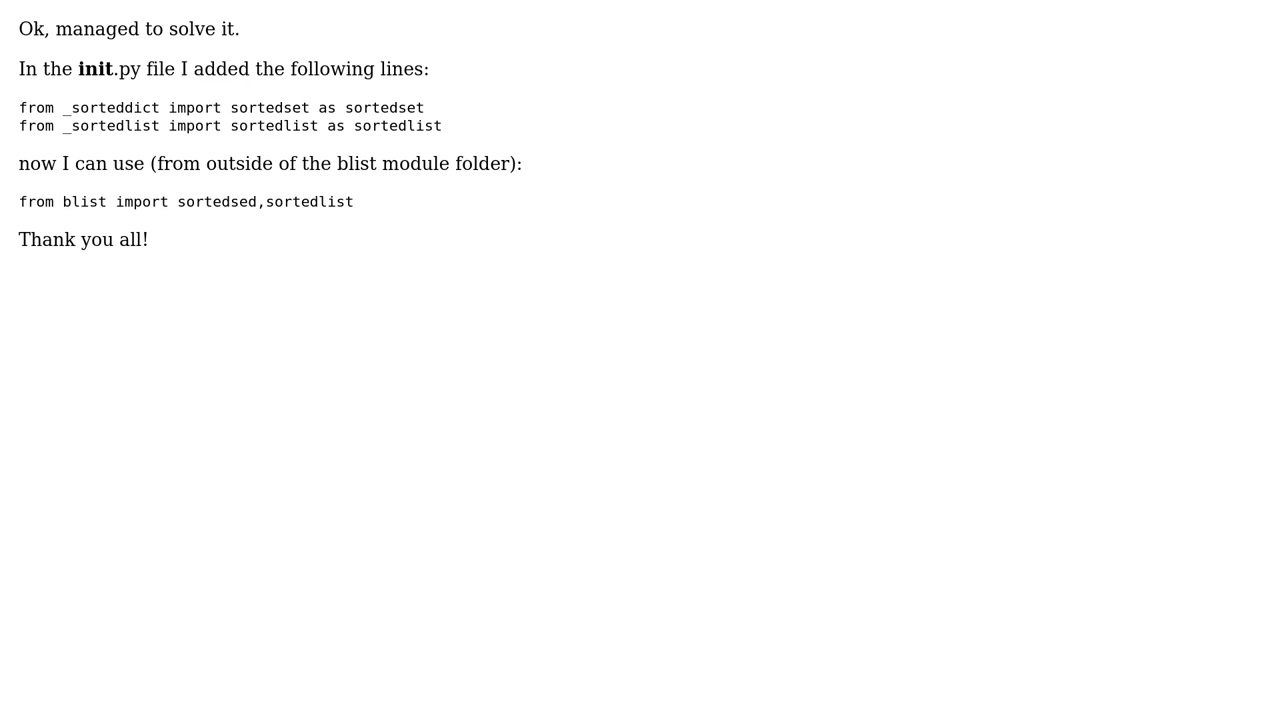 Ok, managed to solve it.
In the init.py file I added the following lines:
from _sorteddict import sortedset as sortedset
from _sortedlist import sortedlist as sortedlist
now I can use (from outside of the blist module folder):
from blist import sortedsed,sortedlist
Thank you all!